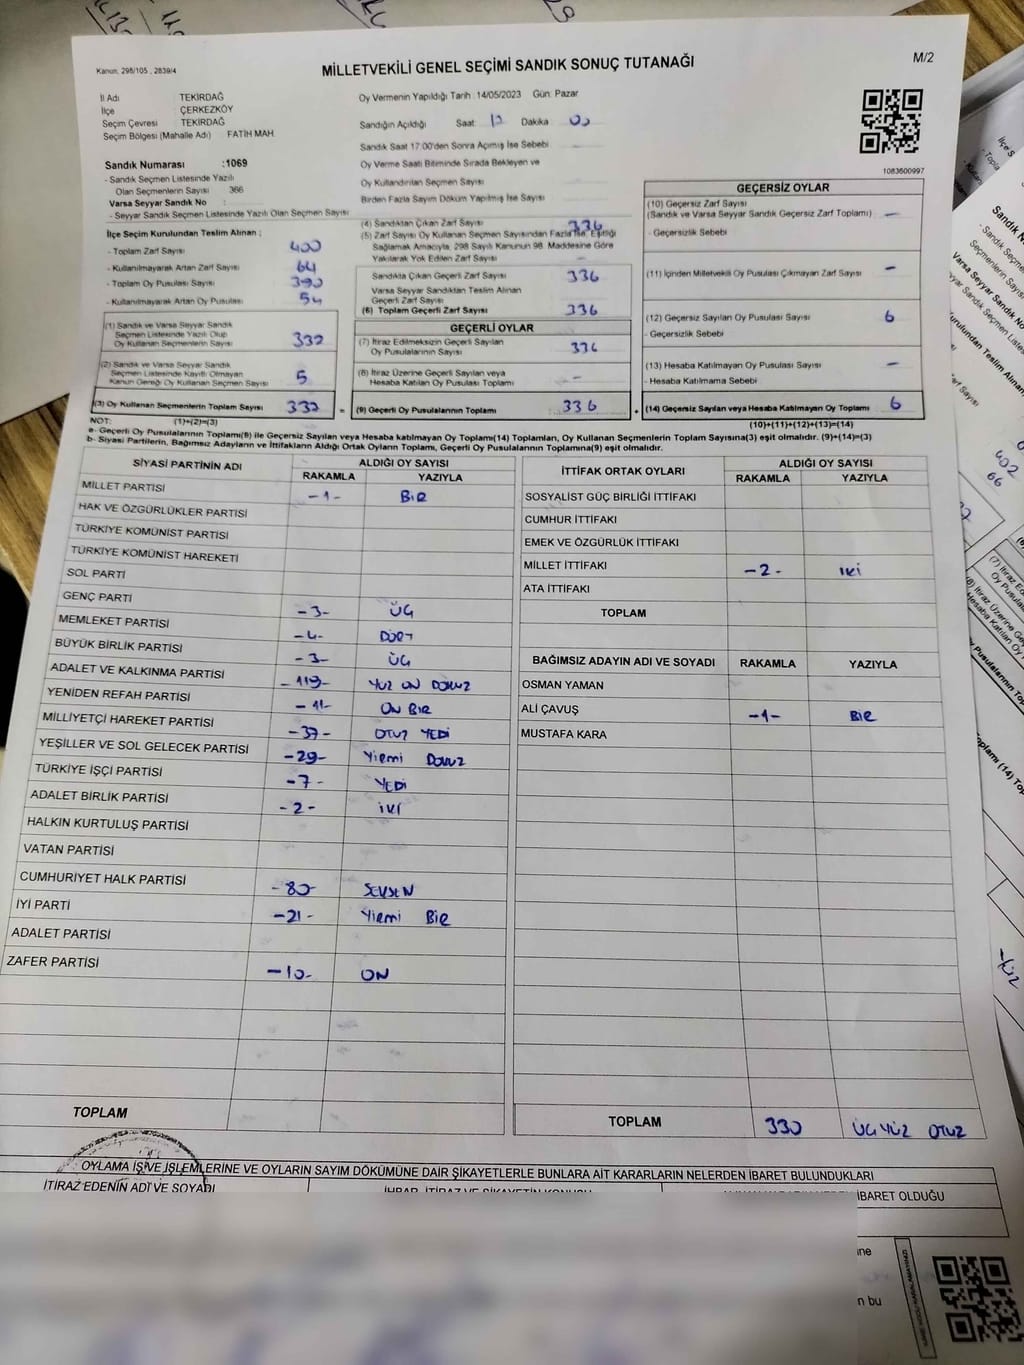 Kanun, 298/105 , 2839/4
MİLLETVEKİLİ GENEL SEÇİMİ SANDIK SONUÇ TUTANAĞI
M/2
İl Adı : TEKİRDAĞ
İlçe : ÇERKEZKÖY
Seçim Çevresi : TEKİRDAĞ
Seçim Bölgesi (Mahalle Adı) : FATİH MAH.
Sandık Numarası :1069
- Sandık Seçmen Listesinde Yazılı
Olan Seçmenlerin Sayısı 366
Varsa Seyyar Sandık No :
- Seyyar Sandık Seçmen Listesinde Yazılı Olan Seçmen Sayısı
İlçe Seçim Kurulundan Teslim Alınan ;
- Toplam Zarf Sayısı 400
- Kullanılmayarak Artan Zarf Sayısı 64
- Toplam Oy Pusulası Sayısı 390
- Kullanılmayarak Artan Oy Pusulası 54
(1) Sandık ve Varsa Seyyar Sandık
Seçmen Listesinde Yazılı Olup
Oy Kullanan Seçmenlerin Sayısı 332
(2) Sandık ve Varsa Seyyar Sandık
Seçmen Listesinde Kayıtlı Olmayan
Kanun Gereği Oy Kullanan Seçmen Sayısı 5
(3) Oy Kullanan Seçmenlerin Toplam Sayısı 337
(1)+(2)=(3)
Oy Vermenin Yapıldığı Tarih :14/05/2023 Gün: Pazar
Sandığın Açıldığı Saat Dakika 00
Sandık Saat 17:00'den Sonra Açılmış İse Sebebi
Oy Verme Saati Bitiminde Sırada Bekleyen ve
Oy Kullandırılan Seçmen Sayısı
Birden Fazla Sayım Döküm Yapılmış İse Sayısı
(4) Sandıktan Çıkan Zarf Sayısı 336
(5) Zarf Sayısı Oy Kullanan Seçmen Sayısından Fazla ise, Eşitliği
Sağlamak Amacıyla, 298 Sayılı Kanunun 98. Maddesine Göre
Yakılarak Yok Edilen Zarf Sayısı -
Sandıkta Çıkan Geçerli Zarf Sayısı 336
Varsa Seyyar Sandıktan Teslim Alınan
Geçerli Zarf Sayısı
(6) Toplam Geçerli Zarf Sayısı 336
GEÇERLİ OYLAR
(7) İtiraz Edilmeksizin Geçerli Sayılan
Oy Pusulalarının Sayısı 336
(8) İtiraz Üzerine Geçerli Sayılan veya
Hesaba Katılan Oy Pusulası Toplamı -
= (9) Geçerli Oy Pusulalarının Toplamı 336 +
1083600997
GEÇERSİZ OYLAR
(10) Geçersiz Zarf Sayısı
(Sandık ve Varsa Seyyar Sandık Geçersiz Zarf Toplamı) -
- Geçersizlik Sebebi
(11) İçinden Milletvekili Oy Pusulası Çıkmayan Zarf Sayısı -
(12) Geçersiz Sayılan Oy Pusulası Sayısı 6
- Geçersizlik Sebebi
(13) Hesaba Katılmayan Oy Pusulası Sayısı -
- Hesaba Katılmama Sebebi
(14) Geçersiz Sayılan veya Hesaba Katılmayan Oy Toplamı 6
(10)+(11)+(12)+(13)=(14)
NOT:
a- Geçerli Oy Pusulaları Toplamı(9) ile Geçersiz Sayılan veya Hesaba katılmayan Oy Toplamı(14) Toplamları, Oy Kullanan Seçmenlerin Toplam Sayısına(3) eşit olmalıdır. (9)+(14)=(3)
b- Siyasi Partilerin, Bağımsız Adayların ve İttifakların Aldığı Ortak Oyların Toplamı, Geçerli Oy Pusulalarının Toplamına(9) eşit olmalıdır.
SİYASİ PARTİNİN ADI ALDIĞI OY SAYISI
RAKAMLA YAZIYLA
MİLLET PARTİSİ -1- BİR
HAK VE ÖZGÜRLÜKLER PARTİSİ
TÜRKİYE KOMÜNİST PARTİSİ
TÜRKİYE KOMÜNİST HAREKETİ
SOL PARTİ
GENÇ PARTİ -3- ÜÇ
MEMLEKET PARTİSİ -4- DÖRT
BÜYÜK BİRLİK PARTİSİ -3- ÜÇ
ADALET VE KALKINMA PARTİSİ -119- YÜZ ON DOKUZ
YENİDEN REFAH PARTİSİ -11- ON BİR
MİLLİYETÇİ HAREKET PARTİSİ -37- OTUZ YEDİ
YEŞİLLER VE SOL GELECEK PARTİSİ -29- YİRMİ DOKUZ
TÜRKİYE İŞÇİ PARTİSİ -7- YEDİ
ADALET BİRLİK PARTİSİ -2- İKİ
HALKIN KURTULUŞ PARTİSİ
VATAN PARTİSİ
CUMHURİYET HALK PARTİSİ -80- SEKSEN
İYİ PARTİ -21- YİRMİ BİR
ADALET PARTİSİ
ZAFER PARTİSİ -10- ON
TOPLAM
İTTİFAK ORTAK OYLARI ALDIĞI OY SAYISI
RAKAMLA YAZIYLA
SOSYALİST GÜÇ BİRLİĞİ İTTİFAKI
CUMHUR İTTİFAKI
EMEK VE ÖZGÜRLÜK İTTİFAKI
MİLLET İTTİFAKI -2- İKİ
ATA İTTİFAKI
TOPLAM
BAĞIMSIZ ADAYIN ADI VE SOYADI RAKAMLA YAZIYLA
OSMAN YAMAN
ALİ ÇAVUŞ -1- BİR
MUSTAFA KARA
TOPLAM 330 ÜÇ YÜZ OTUZ
OYLAMA İŞ VE İŞLEMLERİNE VE OYLARIN SAYIM DÖKÜMÜNE DAİR ŞİKAYETLERLE BUNLARA AİT KARARLARIN NELERDEN İBARET BULUNDUKLARI
İTİRAZ EDENİN ADI VE SOYADI
İHBAR, İTİRAZ VE ŞİKAYETİN KONUSU
İBARET OLDUĞU